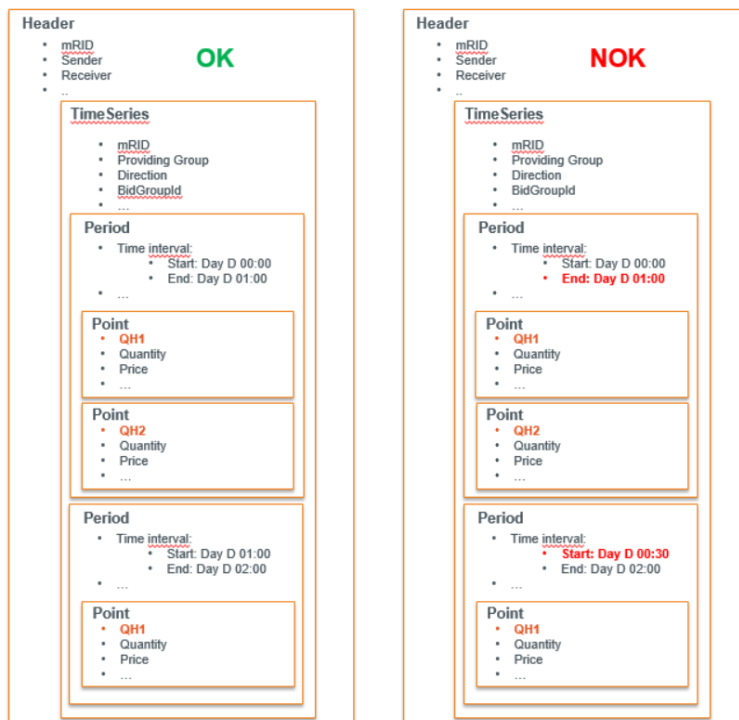 Header
• mRID
• Sender
• Receiver
• ..
OK
TimeSeries
• mRID
• Providing Group
• Direction
• BidGroupId
• ...
Period
• Time interval:
• Start: Day D 00:00
• End: Day D 01:00
• ...
Point
• QH1
• Quantity
• Price
• ...
Point
• QH2
• Quantity
• Price
• ...
Period
• Time interval:
• Start: Day D 01:00
• End: Day D 02:00
• ...
Point
• QH1
• Quantity
• Price
• ...
Header
• mRID
• Sender
• Receiver
• ..
NOK
TimeSeries
• mRID
• Providing Group
• Direction
• BidGroupId
• ...
Period
• Time interval:
• Start: Day D 00:00
• End: Day D 01:00
• ...
Point
• QH1
• Quantity
• Price
• ...
Point
• QH2
• Quantity
• Price
• ...
Period
• Time interval:
• Start: Day D 00:30
• End: Day D 02:00
• ...
Point
• QH1
• Quantity
• Price
• ...